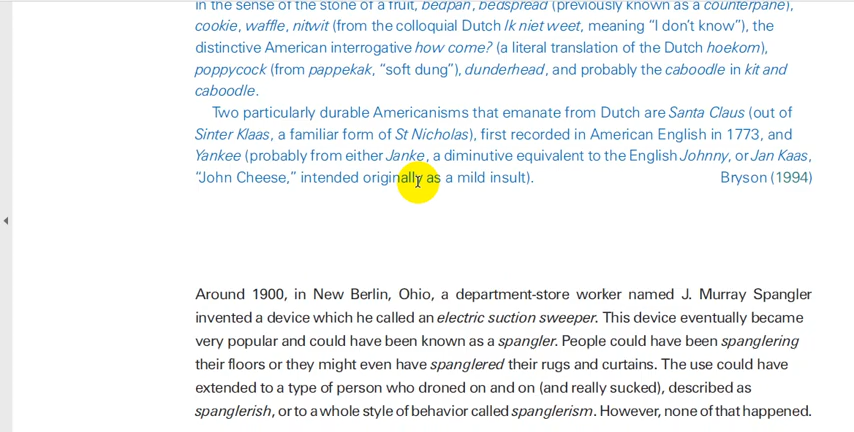 in the sense of the stone of a fruit, bedpan, bedspread (previously known as a counterpane),
cookie, waffle, nitwit (from the colloquial Dutch Ik niet weet, meaning “I don’t know”), the
distinctive American interrogative how come? (a literal translation of the Dutch hoekom),
poppycock (from pappekak, “soft dung”), dunderhead, and probably the caboodle in kit and
caboodle.
Two particularly durable Americanisms that emanate from Dutch are Santa Claus (out of
Sinter Klaas, a familiar form of St Nicholas), first recorded in American English in 1773, and
Yankee (probably from either Janke, a diminutive equivalent to the English Johnny, or Jan Kaas,
“John Cheese,” intended originally as a mild insult). Bryson (1994)
Around 1900, in New Berlin, Ohio, a department-store worker named J. Murray Spangler
invented a device which he called an electric suction sweeper. This device eventually became
very popular and could have been known as a spangler. People could have been spanglering
their floors or they might even have spanglered their rugs and curtains. The use could have
extended to a type of person who droned on and on (and really sucked), described as
spanglerish, or to a whole style of behavior called spanglerism. However, none of that happened.